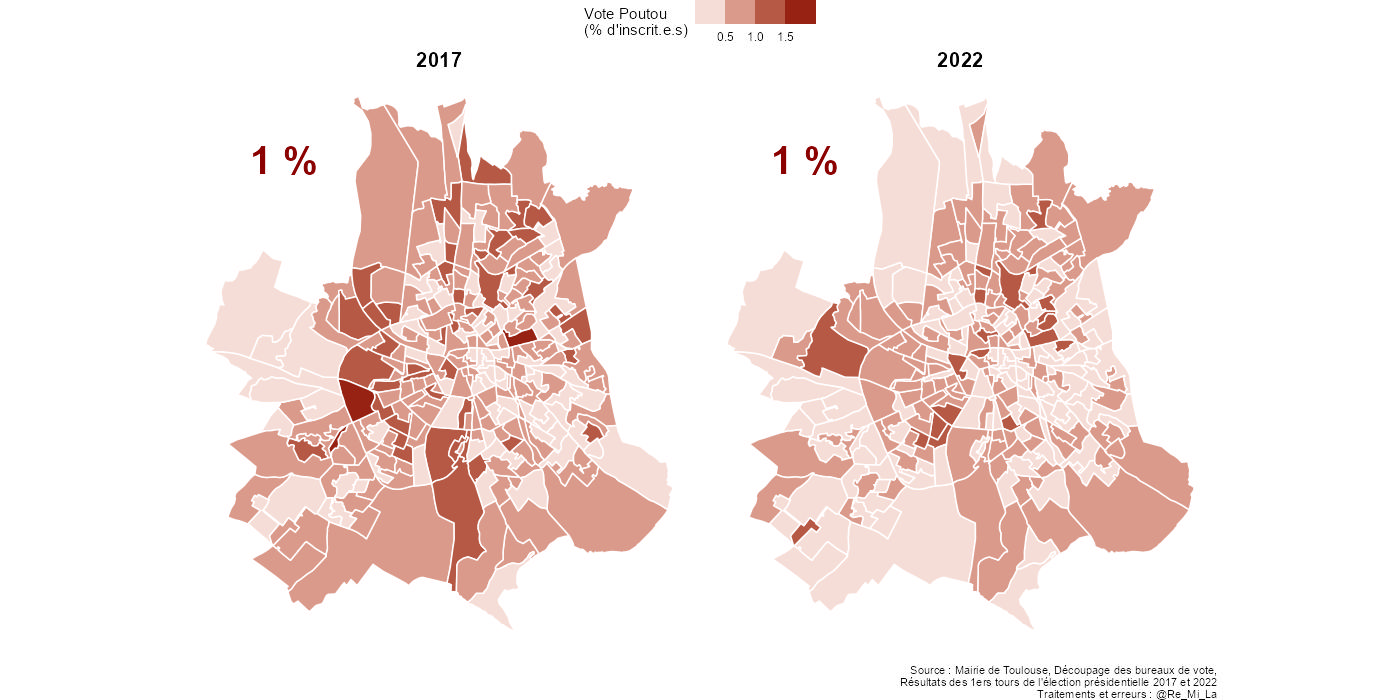 Vote Poutou
(% d'inscrit.e.s)
0.5 1.0 1.5
2017
2022
1 %
1 %
Source : Mairie de Toulouse, Découpage des bureaux de vote,
Résultats des 1ers tours de l'élection présidentielle 2017 et 2022
Traitements et erreurs : @Re_Mi_La